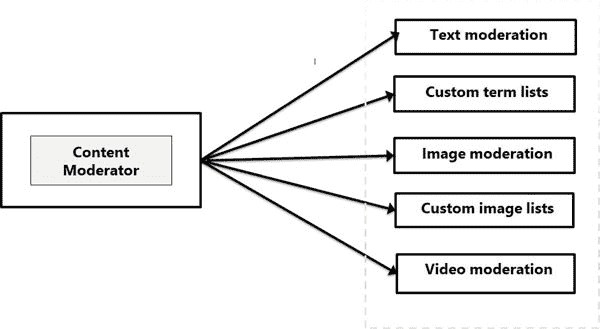 Content
Moderator
Text moderation
Custom term lists
Image moderation
Custom image lists
Video moderation